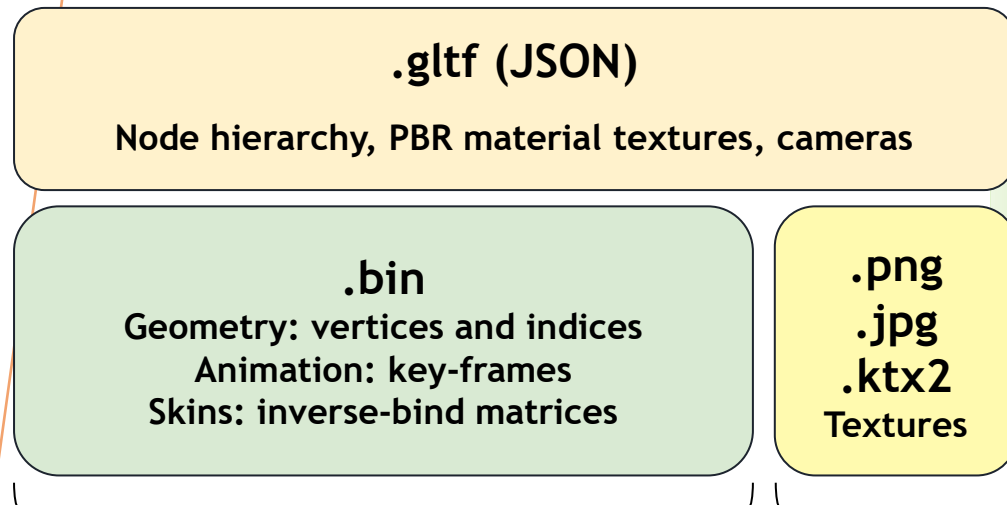 .gltf (JSON)
Node hierarchy, PBR material textures, cameras
.bin
Geometry: vertices and indices
Animation: key-frames
Skins: inverse-bind matrices
.png
.jpg
.ktx2
Textures